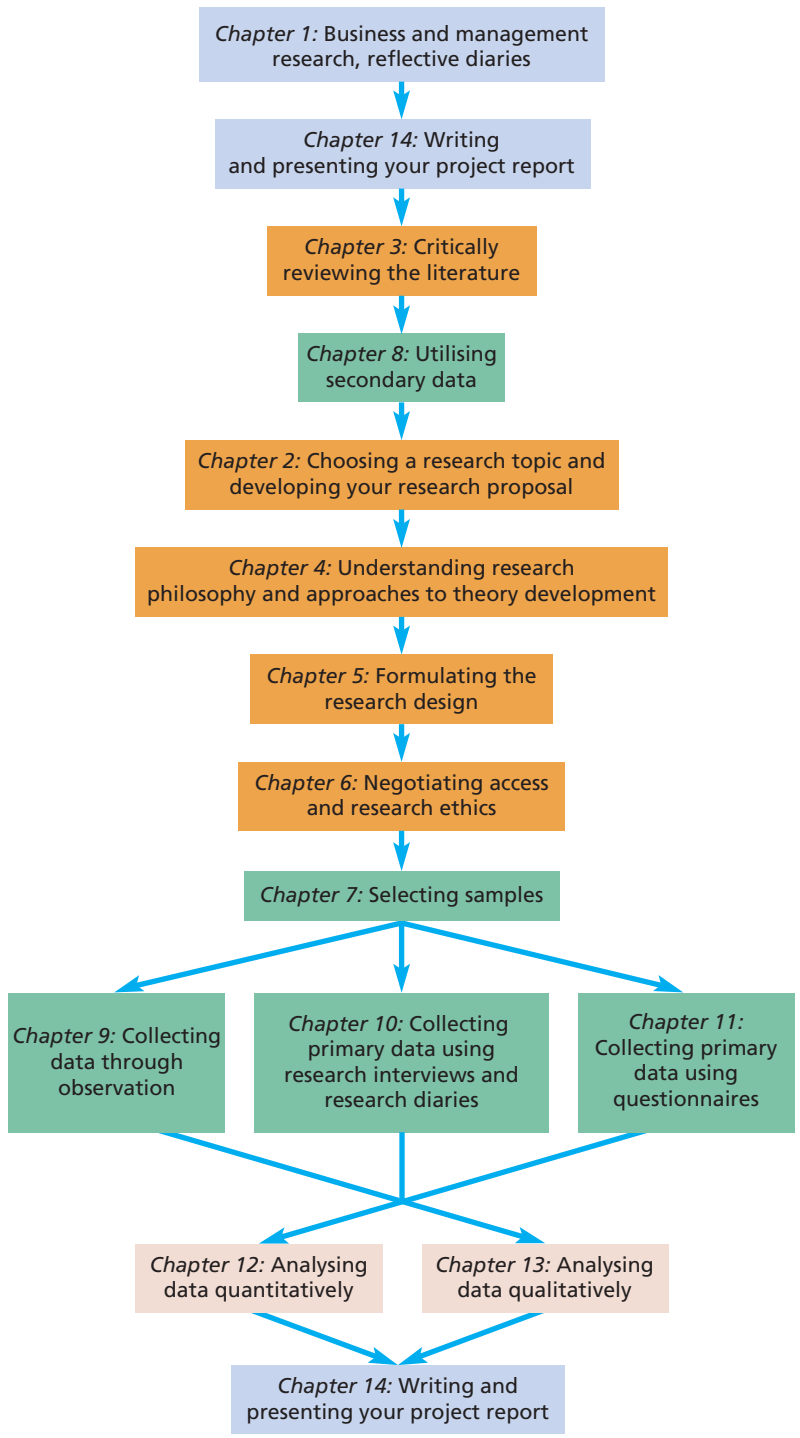 Chapter 1: Business and management
research, reflective diaries
Chapter 14: Writing
and presenting your project report
Chapter 3: Critically
reviewing the literature
Chapter 8: Utilising
secondary data
Chapter 2: Choosing a research topic and
developing your research proposal
Chapter 4: Understanding research
philosophy and approaches to theory development
Chapter 5: Formulating the
research design
Chapter 6: Negotiating access
and research ethics
Chapter 7: Selecting samples
Chapter 9: Collecting
data through
observation
Chapter 10: Collecting
primary data using
research interviews and
research diaries
Chapter 11:
Collecting primary
data using
questionnaires
Chapter 12: Analysing
data quantitatively
Chapter 13: Analysing
data qualitatively
Chapter 14: Writing and
presenting your project report